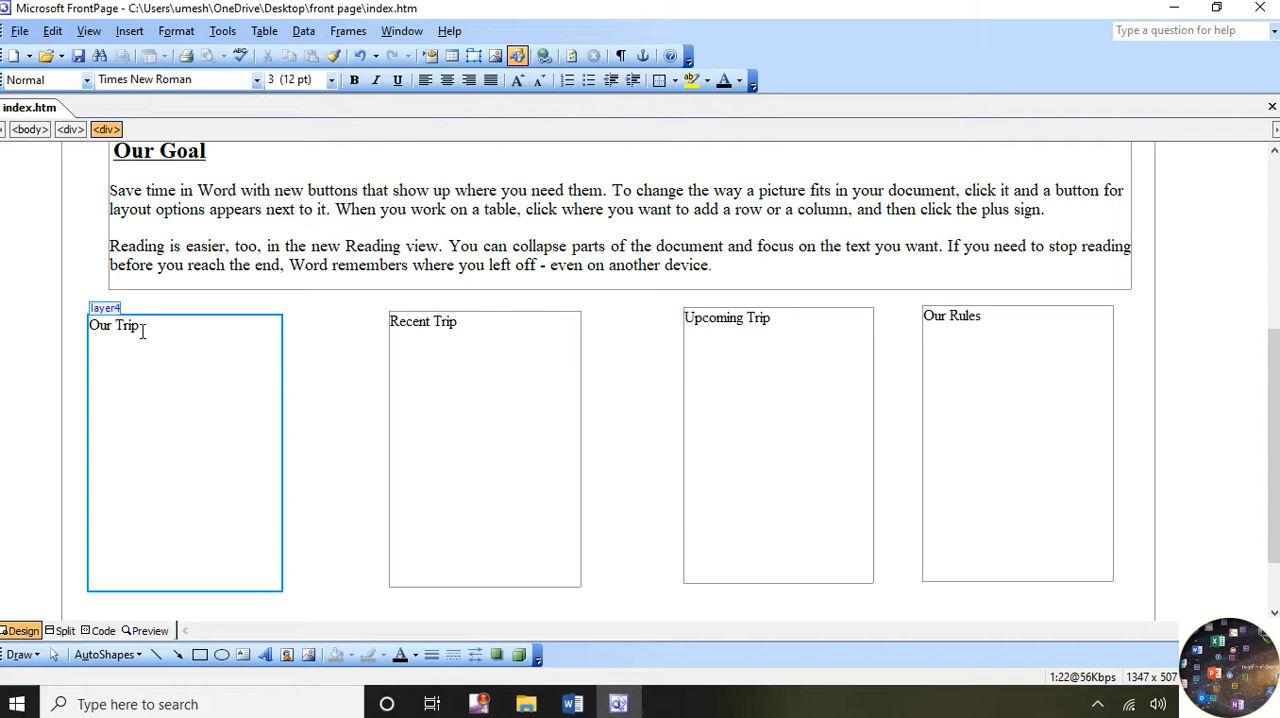 Microsoft FrontPage - C:\Users\umesh\OneDrive\Desktop\front page\index.htm
File Edit View Insert Format Tools Table Data Frames Window Help
Type a question for help
Normal Times New Roman 3 (12 pt) B I U A
index.htm
<body> <div> <div>
Our Goal
Save time in Word with new buttons that show up where you need them. To change the way a picture fits in your document, click it and a button for
layout options appears next to it. When you work on a table, click where you want to add a row or a column, and then click the plus sign.
Reading is easier, too, in the new Reading view. You can collapse parts of the document and focus on the text you want. If you need to stop reading
before you reach the end, Word remembers where you left off - even on another device.
layer4
Our Trip
Recent Trip
Upcoming Trip
Our Rules
Design Split Code Preview
Draw AutoShapes A
1:22@56Kbps 1347 x 507
Type here to search